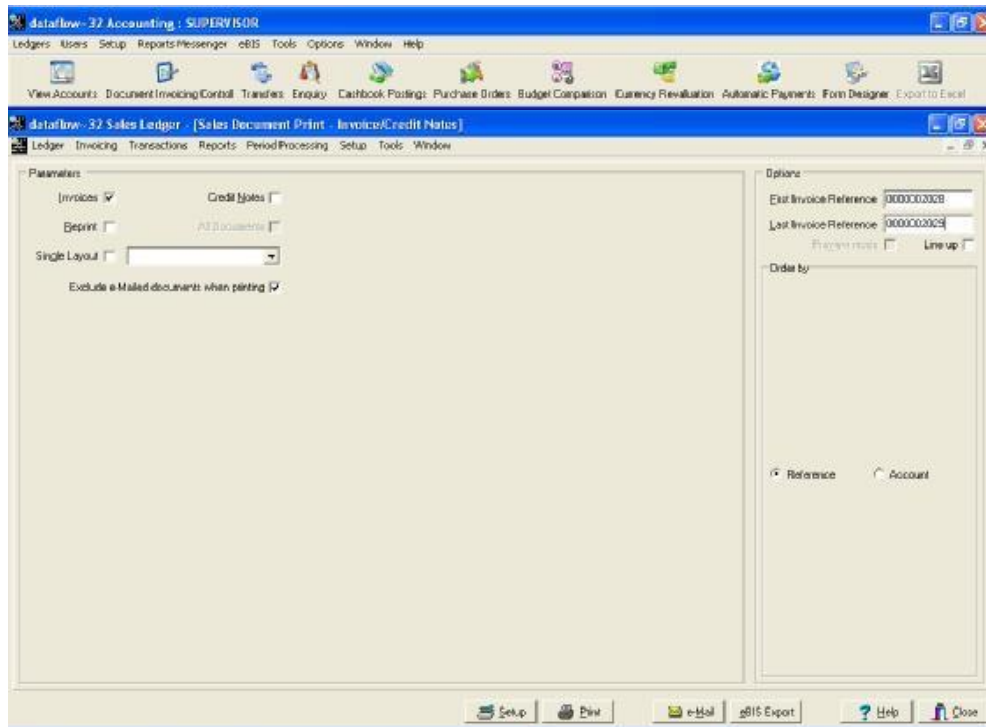 dataflow-32 Accounting : SUPERVISOR
Ledgers Users Setup Reports Messenger eBIS Tools Options Window Help
View Accounts Document Invoicing Control Transfers Enquiry Cashbook Postings Purchase Orders Budget Comparison Currency Revaluation Automatic Payments Form Designer Export to Excel
dataflow-32 Sales Ledger - [Sales Document Print - Invoice/Credit Notes]
Ledger Invoicing Transactions Reports Period Processing Setup Tools Window
Parameters
Invoices Credit Notes
Reprint All Documents
Single Layout
Exclude e-Mailed documents when printing
Options
First Invoice Reference 0000002028
Last Invoice Reference 0000002029
Preview mode Line up
Order by
Reference Account
Setup Print e-Mail eBIS Export Help Close